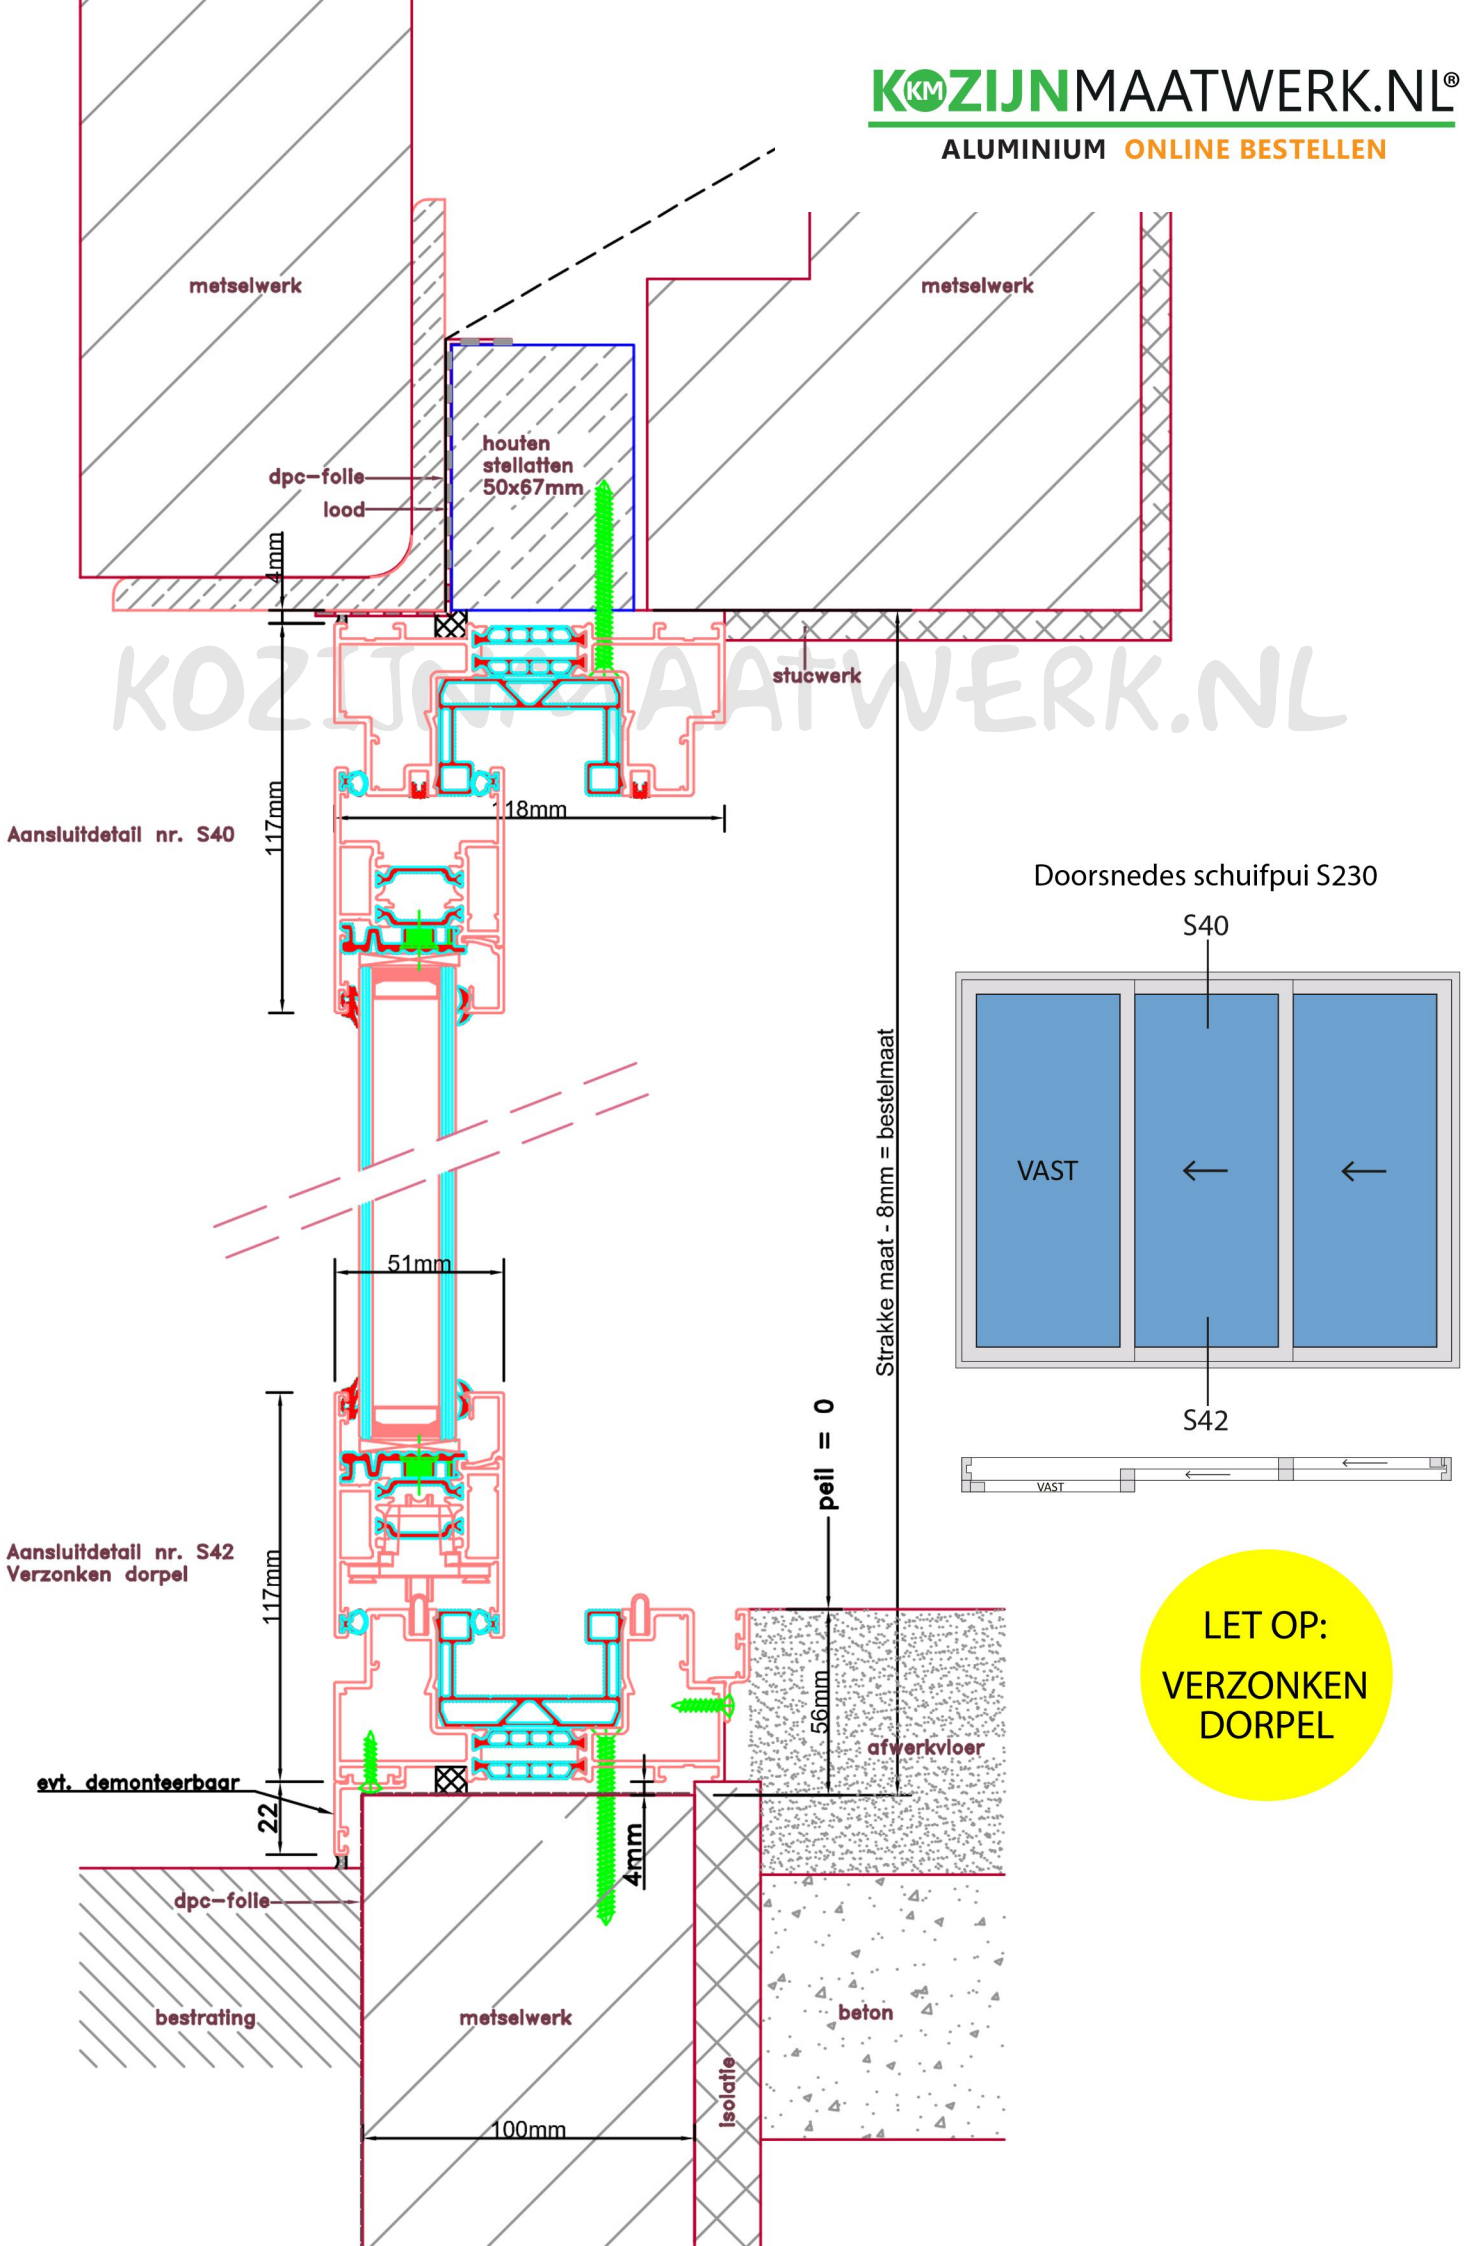 KOZIJNMAATWERK.NL®
KM
ALUMINIUM ONLINE BESTELLEN
metselwerk
metselwerk
houten
stellatten
50x67mm
dpc-folie
lood
4mm
stucwerk
KOZIJNMAATWERK.NL
118mm
117mm
Aansluitdetail nr. S40
Doorsnedes schuifpui S230
S40
VAST
Strakke maat - 8mm = bestelmaat
51mm
S42
VAST
peil = 0
Aansluitdetail nr. S42
Verzonken dorpel
117mm
LET OP:
VERZONKEN
DORPEL
56mm
afwerkvloer
evt. demonteerbaar
22
4mm
dpc-folie
bestrating
metselwerk
beton
isolatie
100mm